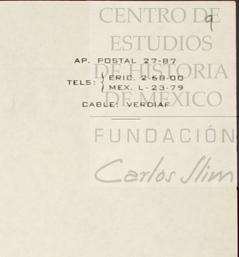 9
CENTRO DE
ESTUDIOS
DE HISTORIA
DE MÉXICO
FUNDACIÓN
Carlos Slim
AP. POSTAL 27-87
TELS: ERIC. 2-68-00
MEX. L-23-79
CABLE: VERDIAF